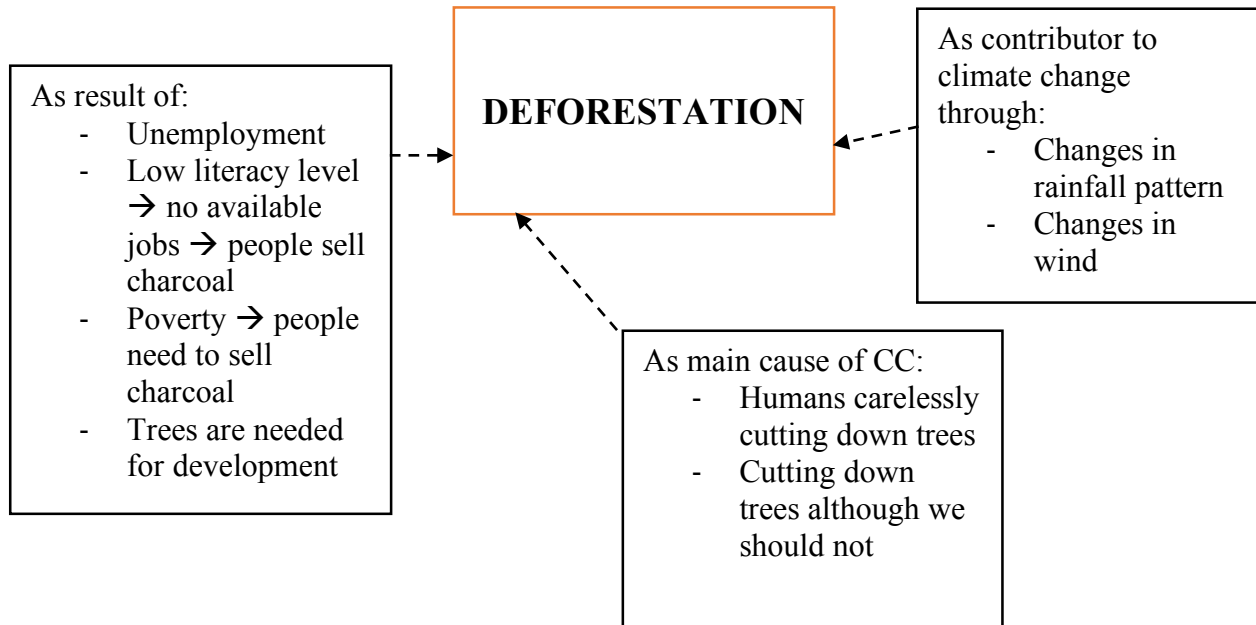 As result of:
- Unemployment
- Low literacy level
→ no available
jobs → people sell
charcoal
- Poverty → people
need to sell
charcoal
- Trees are needed
for development
DEFORESTATION
As contributor to
climate change
through:
- Changes in
rainfall pattern
- Changes in
wind
As main cause of CC:
- Humans carelessly
cutting down trees
- Cutting down
trees although we
should not